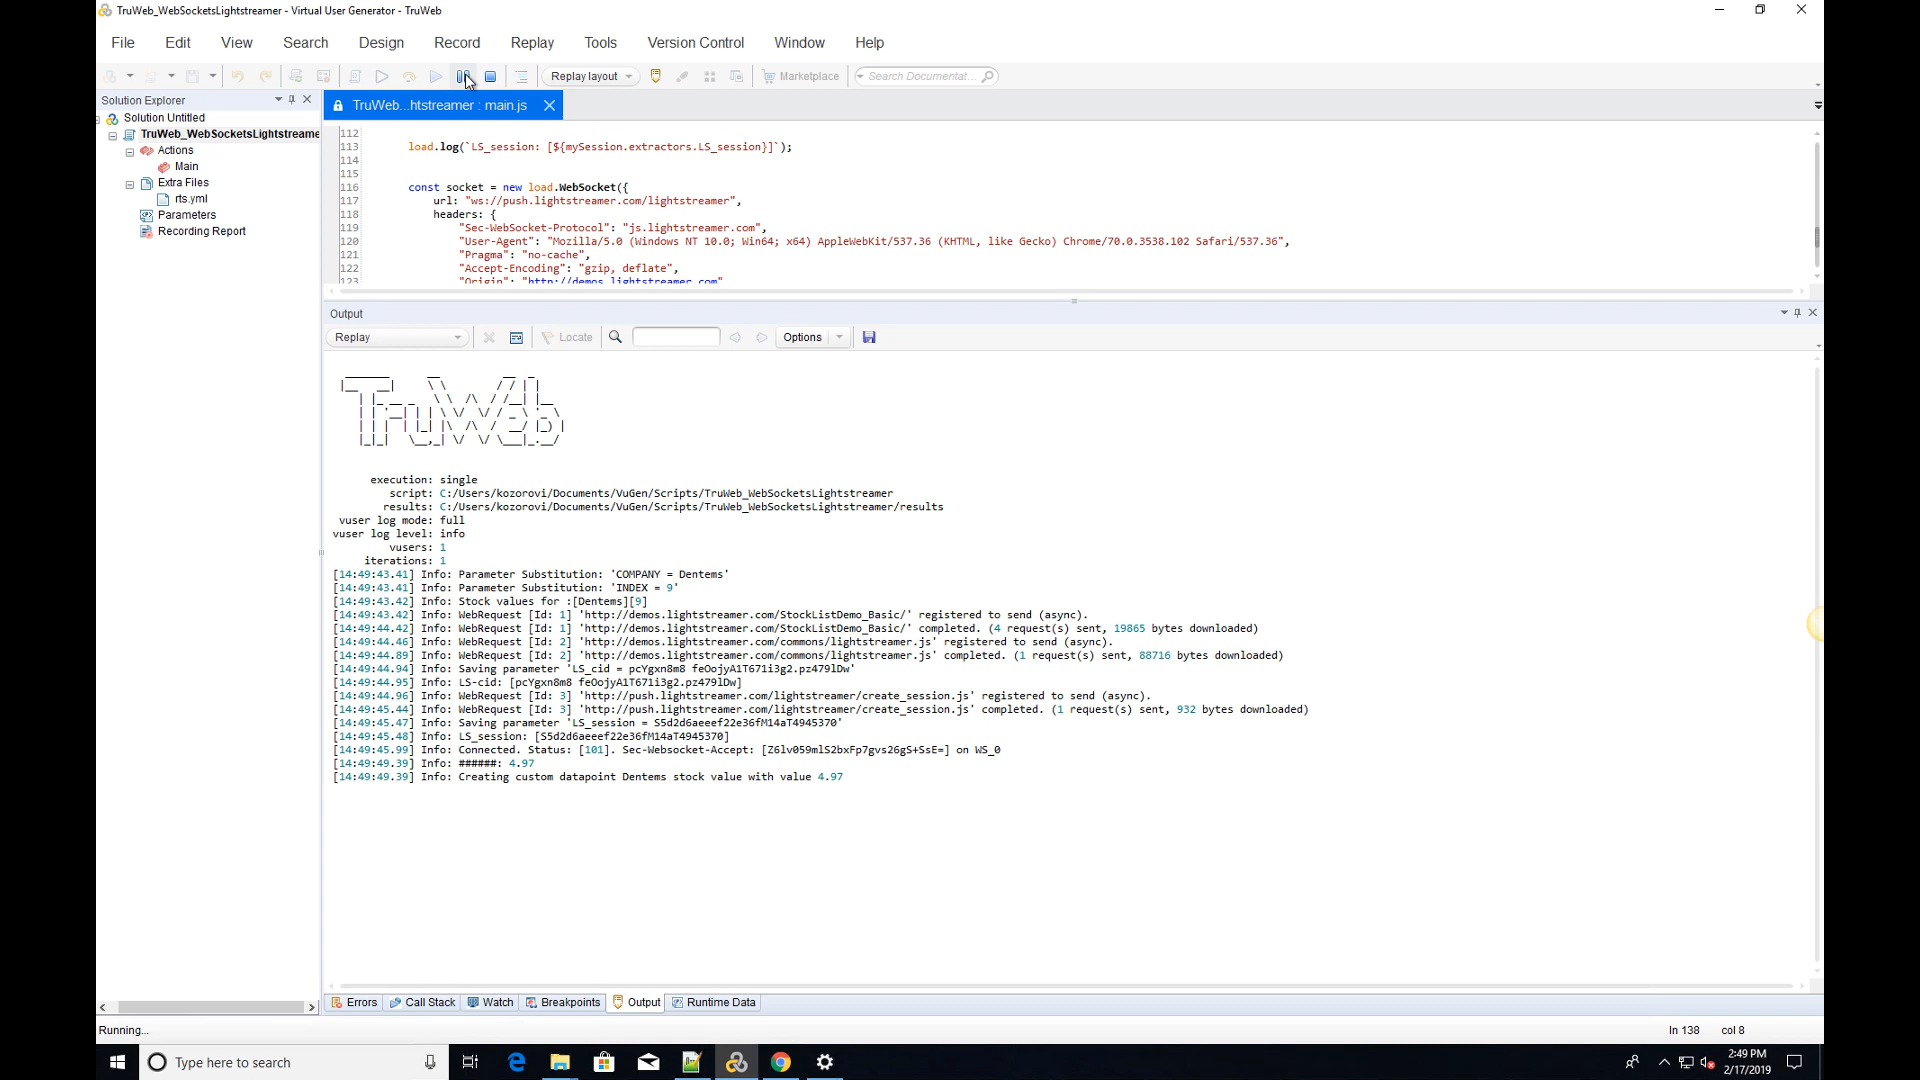 TruWeb_WebSocketsLightstreamer - Virtual User Generator - TruWeb
File Edit View Search Design Record Replay Tools Version Control Window Help
Replay layout Marketplace Search Documentat...
Solution Explorer
TruWeb...htstreamer : main.js
Solution Untitled
TruWeb_WebSocketsLightstreame
Actions
Main
Extra Files
rts.yml
Parameters
Recording Report
112
113 load.log(`LS_session: [${mySession.extractors.LS_session}]`);
114
115
116 const socket = new load.WebSocket({
117 url: "ws://push.lightstreamer.com/lightstreamer",
118 headers: {
119 "Sec-WebSocket-Protocol": "js.lightstreamer.com",
120 "User-Agent": "Mozilla/5.0 (Windows NT 10.0; Win64; x64) AppleWebKit/537.36 (KHTML, like Gecko) Chrome/70.0.3538.102 Safari/537.36",
121 "Pragma": "no-cache",
122 "Accept-Encoding": "gzip, deflate",
123 "Origin": "http://demos.lightstreamer.com"
Output
Replay Locate Options
TruWeb
execution: single
script: C:/Users/kozorovi/Documents/VuGen/Scripts/TruWeb_WebSocketsLightstreamer
results: C:/Users/kozorovi/Documents/VuGen/Scripts/TruWeb_WebSocketsLightstreamer/results
vuser log mode: full
vuser log level: info
vusers: 1
iterations: 1
[14:49:43.41] Info: Parameter Substitution: 'COMPANY = Dentems'
[14:49:43.41] Info: Parameter Substitution: 'INDEX = 9'
[14:49:43.42] Info: Stock values for :[Dentems][9]
[14:49:43.42] Info: WebRequest [Id: 1] 'http://demos.lightstreamer.com/StockListDemo_Basic/' registered to send (async).
[14:49:44.42] Info: WebRequest [Id: 1] 'http://demos.lightstreamer.com/StockListDemo_Basic/' completed. (4 request(s) sent, 19865 bytes downloaded)
[14:49:44.46] Info: WebRequest [Id: 2] 'http://demos.lightstreamer.com/commons/lightstreamer.js' registered to send (async).
[14:49:44.89] Info: WebRequest [Id: 2] 'http://demos.lightstreamer.com/commons/lightstreamer.js' completed. (1 request(s) sent, 88716 bytes downloaded)
[14:49:44.94] Info: Saving parameter 'LS_cid = pcYgxn8m8 feOojyA1T671i3g2.pz479lDw'
[14:49:44.95] Info: LS-cid: [pcYgxn8m8 feOojyA1T671i3g2.pz479lDw]
[14:49:44.96] Info: WebRequest [Id: 3] 'http://push.lightstreamer.com/lightstreamer/create_session.js' registered to send (async).
[14:49:45.44] Info: WebRequest [Id: 3] 'http://push.lightstreamer.com/lightstreamer/create_session.js' completed. (1 request(s) sent, 932 bytes downloaded)
[14:49:45.47] Info: Saving parameter 'LS_session = S5d2d6aeeef22e36fM14aT4945370'
[14:49:45.48] Info: LS_session: [S5d2d6aeeef22e36fM14aT4945370]
[14:49:45.99] Info: Connected. Status: [101]. Sec-Websocket-Accept: [Z6lv059mlS2bxFp7gvs26gS+SsE=] on WS_0
[14:49:49.39] Info: ######: 4.97
[14:49:49.39] Info: Creating custom datapoint Dentems stock value with value 4.97
Errors Call Stack Watch Breakpoints Output Runtime Data
Running... ln 138 col 8
Type here to search
2:49 PM
2/17/2019